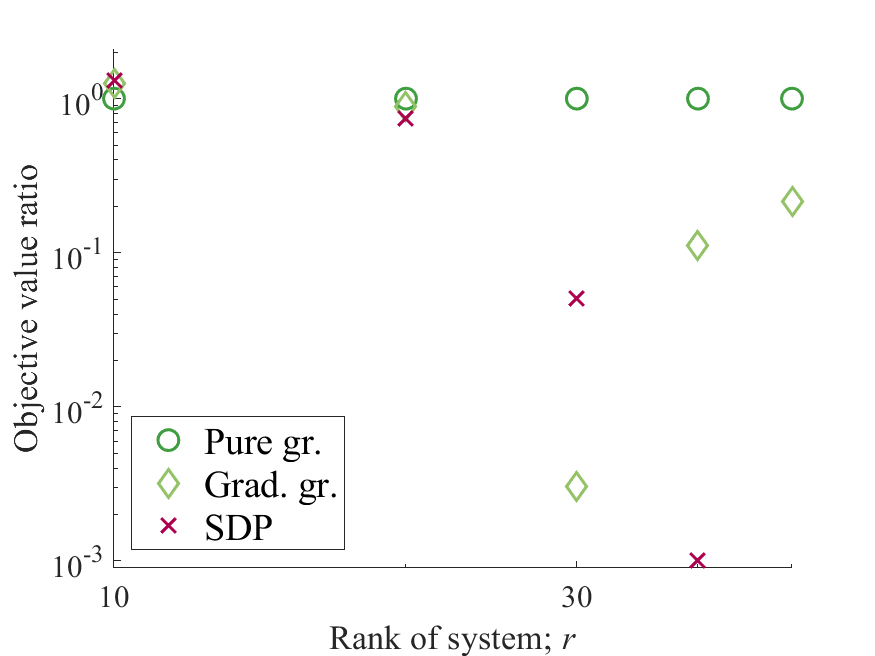 10^0
10^-1
10^-2
10^-3
Objective value ratio
Pure gr.
Grad. gr.
SDP
10 30
Rank of system; r